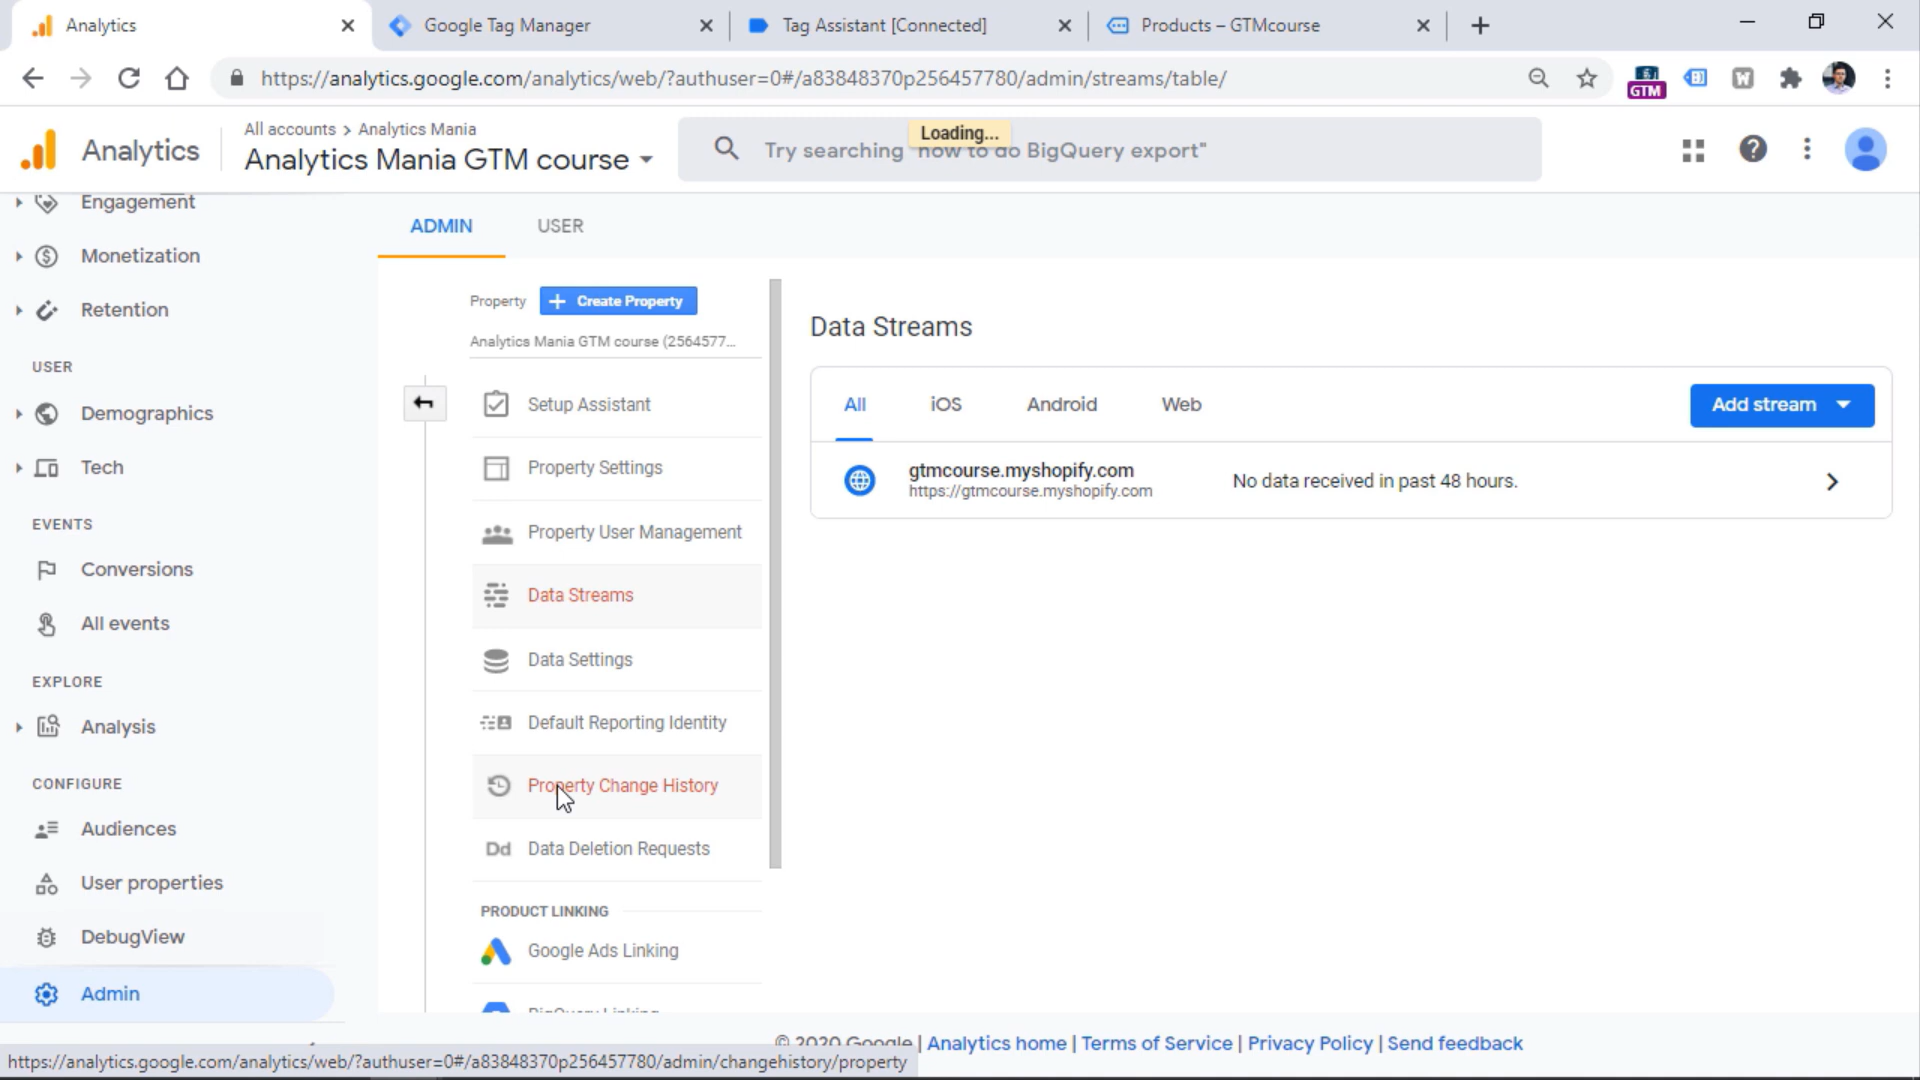 Analytics
Google Tag Manager
Tag Assistant [Connected]
Products – GTMcourse
https://analytics.google.com/analytics/web/?authuser=0#/a83848370p256457780/admin/streams/table/
GTM
W
Analytics
All accounts > Analytics Mania
Analytics Mania GTM course
Loading...
Try searching "how to do BigQuery export"
Engagement
Monetization
Retention
USER
Demographics
Tech
EVENTS
Conversions
All events
EXPLORE
Analysis
CONFIGURE
Audiences
User properties
DebugView
Admin
ADMIN
USER
Property
+ Create Property
Analytics Mania GTM course (2564577...
Setup Assistant
Property Settings
Property User Management
Data Streams
Data Settings
Default Reporting Identity
Property Change History
Dd Data Deletion Requests
PRODUCT LINKING
Google Ads Linking
BigQuery Linking
Data Streams
All
iOS
Android
Web
Add stream
gtmcourse.myshopify.com
https://gtmcourse.myshopify.com
No data received in past 48 hours.
© 2020 Google | Analytics home | Terms of Service | Privacy Policy | Send feedback
https://analytics.google.com/analytics/web/?authuser=0#/a83848370p256457780/admin/changehistory/property